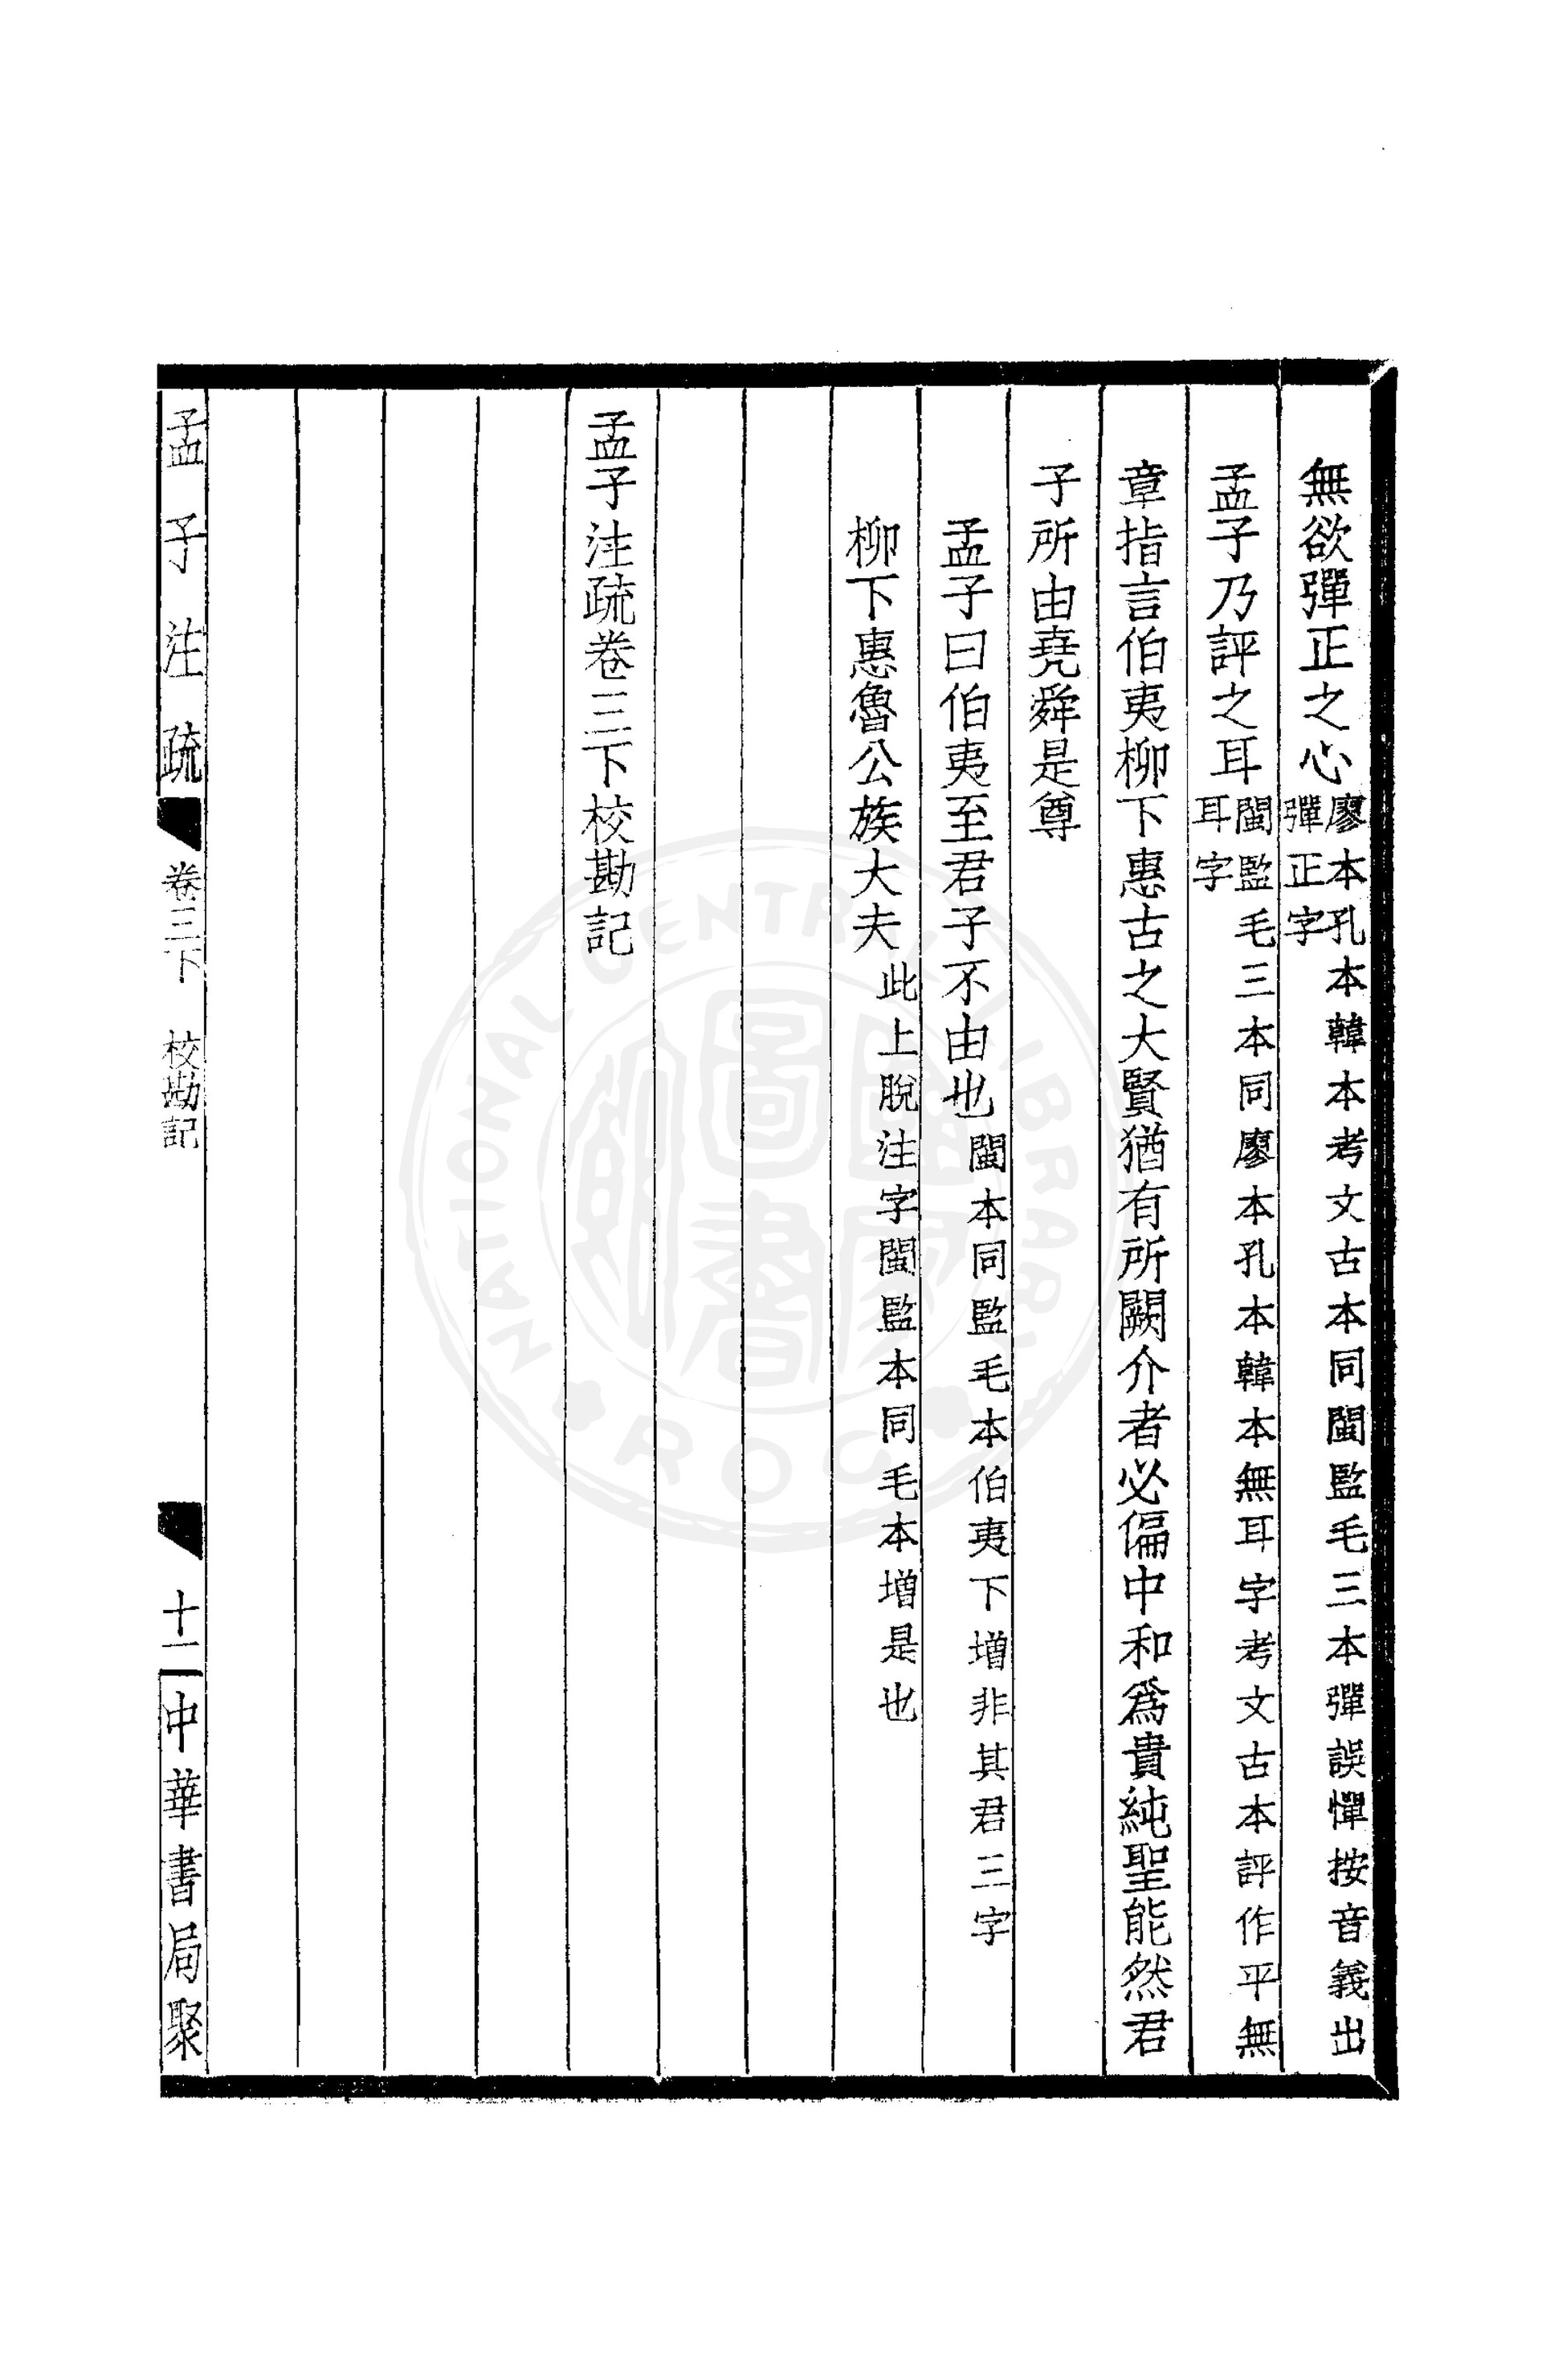 無欲彈正之心廖本孔本韓本考文古本同閩監毛三本彈誤憚按音義出彈正字
孟子乃評之耳閩監毛三本同廖本孔本韓本無耳字考文古本評作平無耳字
章指言伯夷柳下惠古之大賢猶有所闕介者必偏中和爲貴純聖能然君
子所由堯舜是尊
孟子曰伯夷至君子不由也閩本同監毛本伯夷下增非其君三字
柳下惠魯公族大夫此上脫注字閩監本同毛本增是也
孟子注疏卷三下校勘記
孟子注疏 卷三下 校勘記 十一 中華書局聚
NATIONAL CENTRAL LIBRARY
R O C
國家圖書館